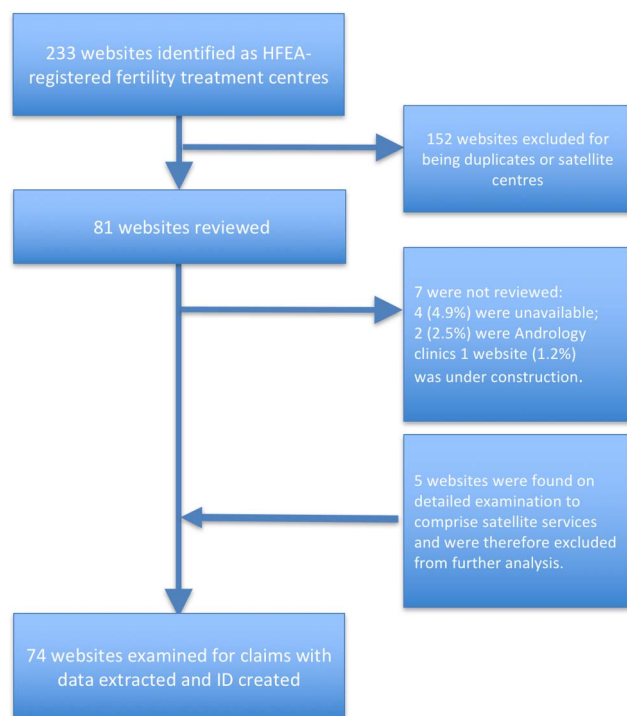 233 websites identified as HFEA-
registered fertility treatment centres
152 websites excluded for
being duplicates or satellite
centres
81 websites reviewed
7 were not reviewed:
4 (4.9%) were unavailable;
2 (2.5%) were Andrology
clinics 1 website (1.2%)
was under construction.
5 websites were found on
detailed examination to
comprise satellite services
and were therefore excluded
from further analysis.
74 websites examined for claims with
data extracted and ID created